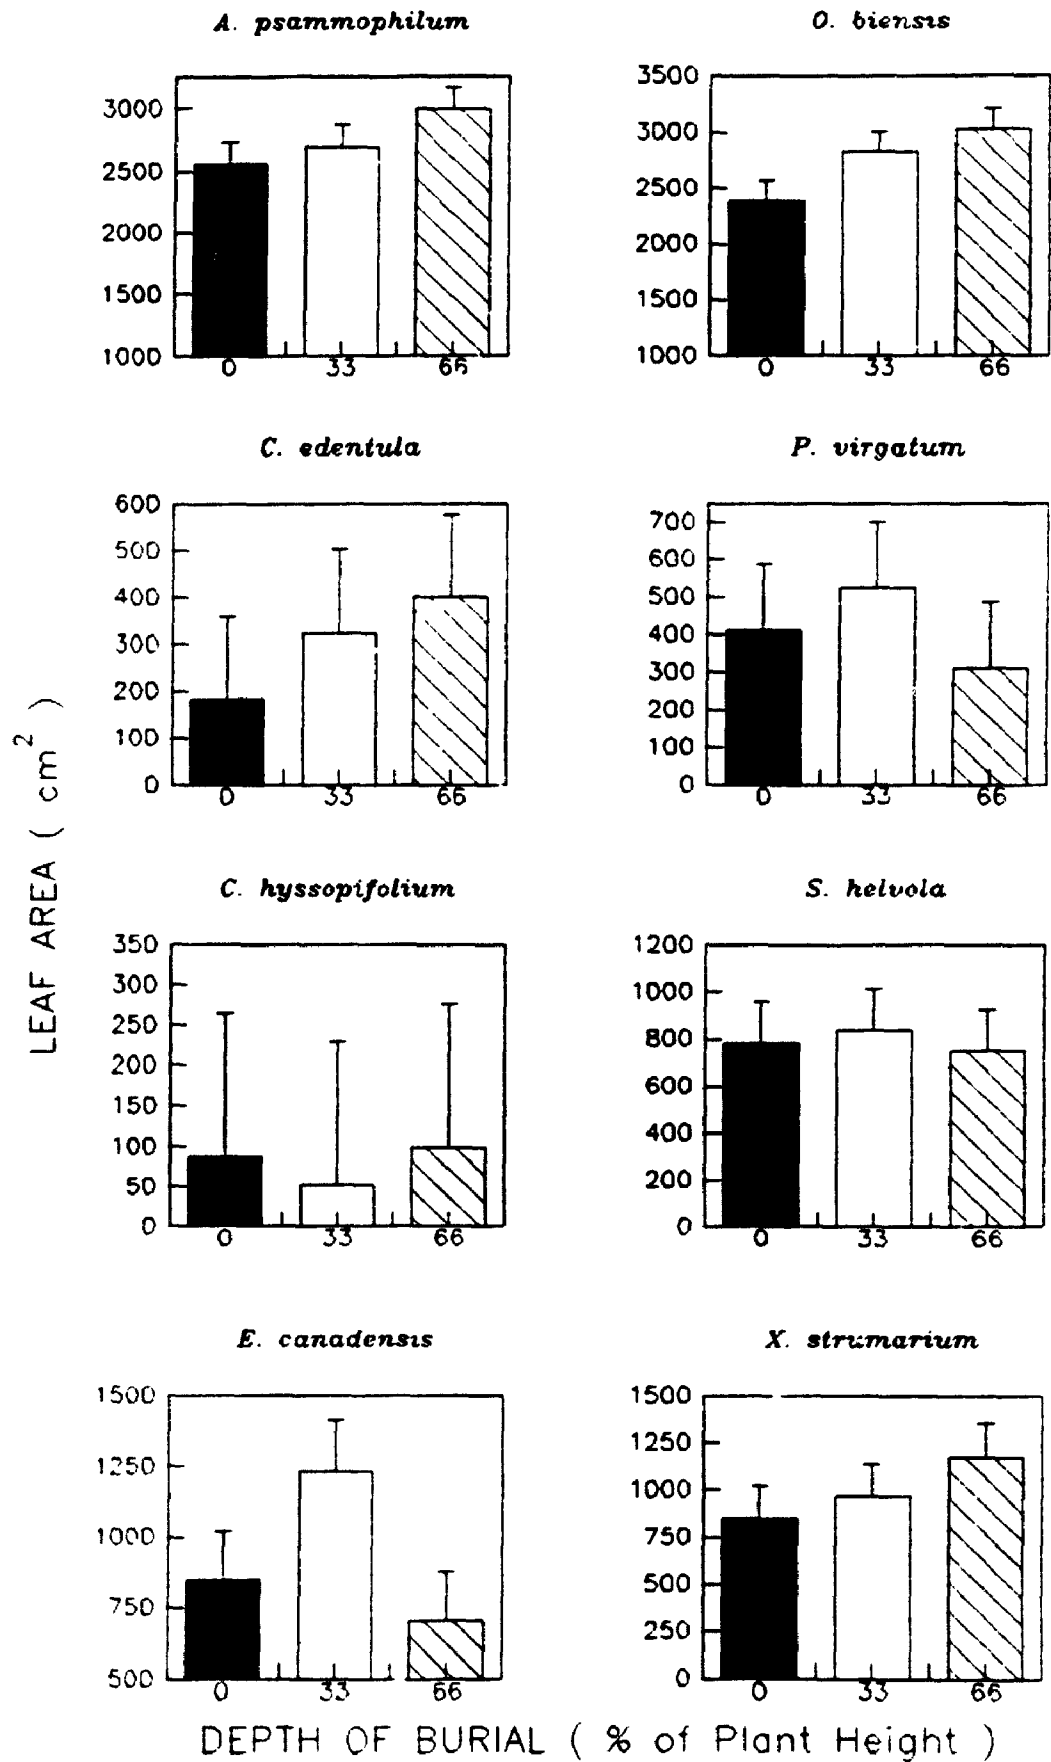 A. psammophilum
O. biensis
3000
2500
2000
1500
1000
0 33 66
3500
3000
2500
2000
1500
1000
0 33 66
C. edentula
P. virgatum
600
500
400
300
200
100
0
0 33 66
700
600
500
400
300
200
100
0
0 33 66
LEAF AREA ( cm2 )
C. hyssopifolium
S. helvola
350
300
250
200
150
100
50
0
0 33 66
1200
1000
800
600
400
200
0
0 33 66
E. canadensis
X. strumarium
1500
1250
1000
750
500
0 33 66
1500
1250
1000
750
500
250
0
0 33 66
DEPTH OF BURIAL ( % of Plant Height )